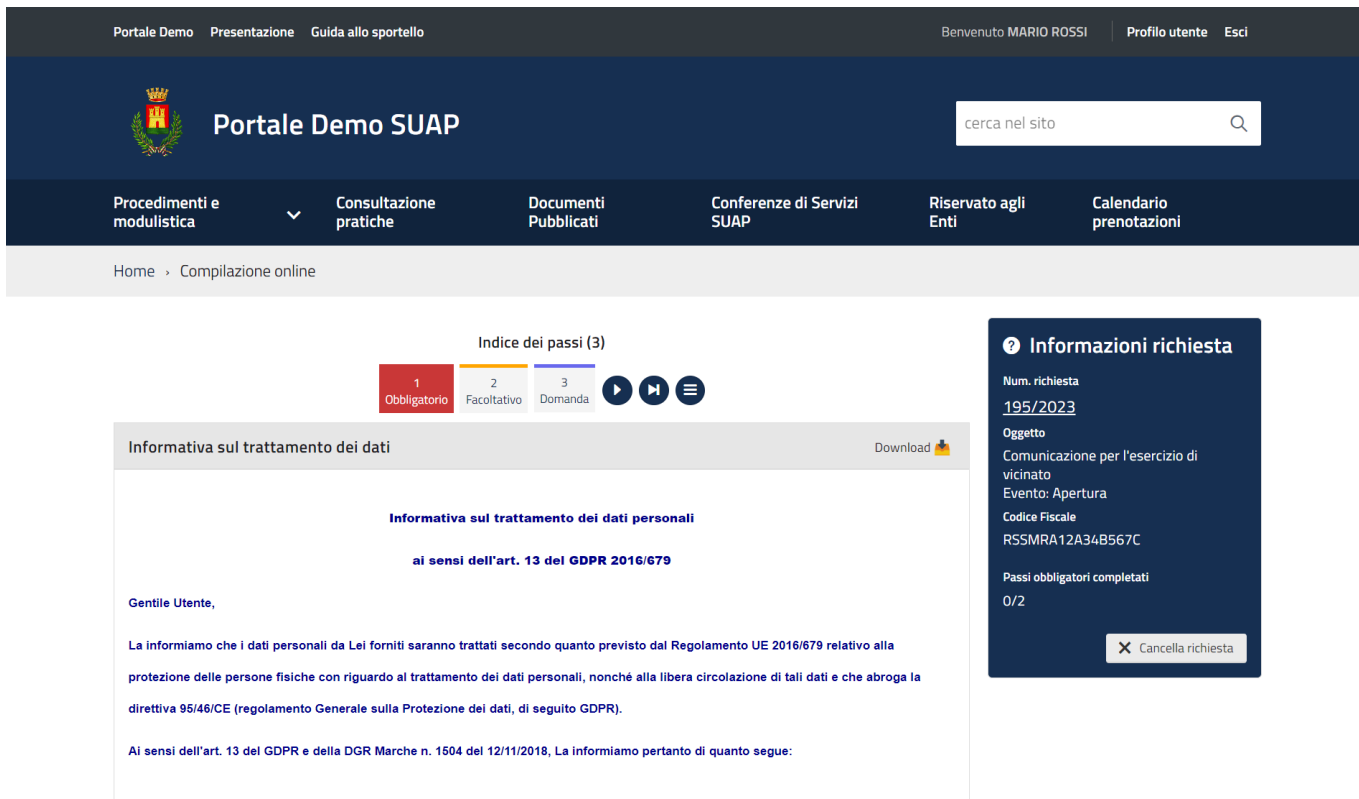 Portale Demo Presentazione Guida allo sportello Benvenuto MARIO ROSSI Profilo utente Esci
Portale Demo SUAP
cerca nel sito
Procedimenti e modulistica
Consultazione pratiche
Documenti Pubblicati
Conferenze di Servizi SUAP
Riservato agli Enti
Calendario prenotazioni
Home › Compilazione online
Indice dei passi (3)
1 Obbligatorio
2 Facoltativo
3 Domanda
Informativa sul trattamento dei dati Download
Informativa sul trattamento dei dati personali
ai sensi dell'art. 13 del GDPR 2016/679
Gentile Utente,
La informiamo che i dati personali da Lei forniti saranno trattati secondo quanto previsto dal Regolamento UE 2016/679 relativo alla
protezione delle persone fisiche con riguardo al trattamento dei dati personali, nonché alla libera circolazione di tali dati e che abroga la
direttiva 95/46/CE (regolamento Generale sulla Protezione dei dati, di seguito GDPR).
Ai sensi dell'art. 13 del GDPR e della DGR Marche n. 1504 del 12/11/2018, La informiamo pertanto di quanto segue:
Informazioni richiesta
Num. richiesta
195/2023
Oggetto
Comunicazione per l'esercizio di
vicinato
Evento: Apertura
Codice Fiscale
RSSMRA12A34B567C
Passi obbligatori completati
0/2
Cancella richiesta